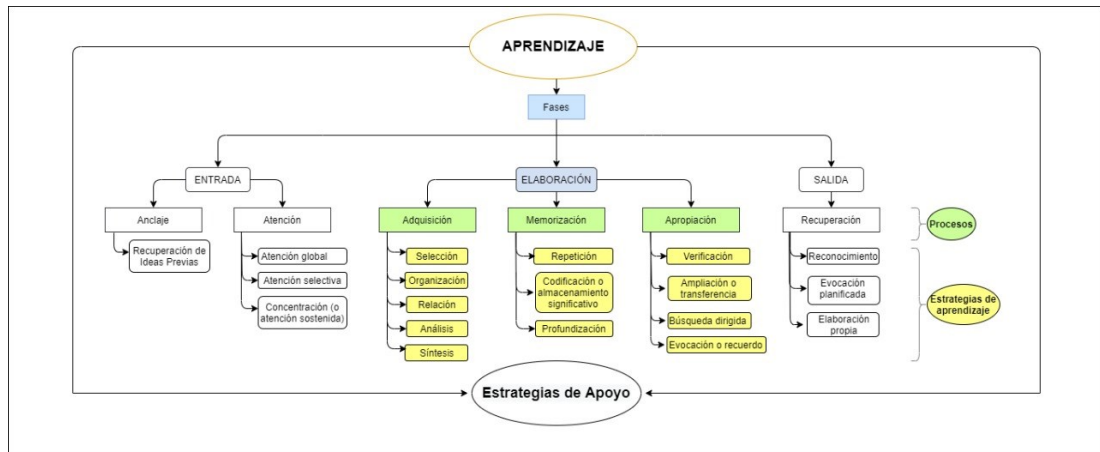 APRENDIZAJE
Fases
ENTRADA
ELABORACIÓN
SALIDA
Anclaje
Atención
Adquisición
Memorización
Apropiación
Recuperación
Procesos
Recuperación de
Ideas Previas
Atención global
Atención selectiva
Concentración (o
atención sostenida)
Selección
Organización
Relación
Análisis
Síntesis
Repetición
Codificación o
almacenamiento
significativo
Profundización
Verificación
Ampliación o
transferencia
Búsqueda dirigida
Evocación o recuerdo
Reconocimiento
Evocación
planificada
Elaboración
propia
Estrategias de
aprendizaje
Estrategias de Apoyo